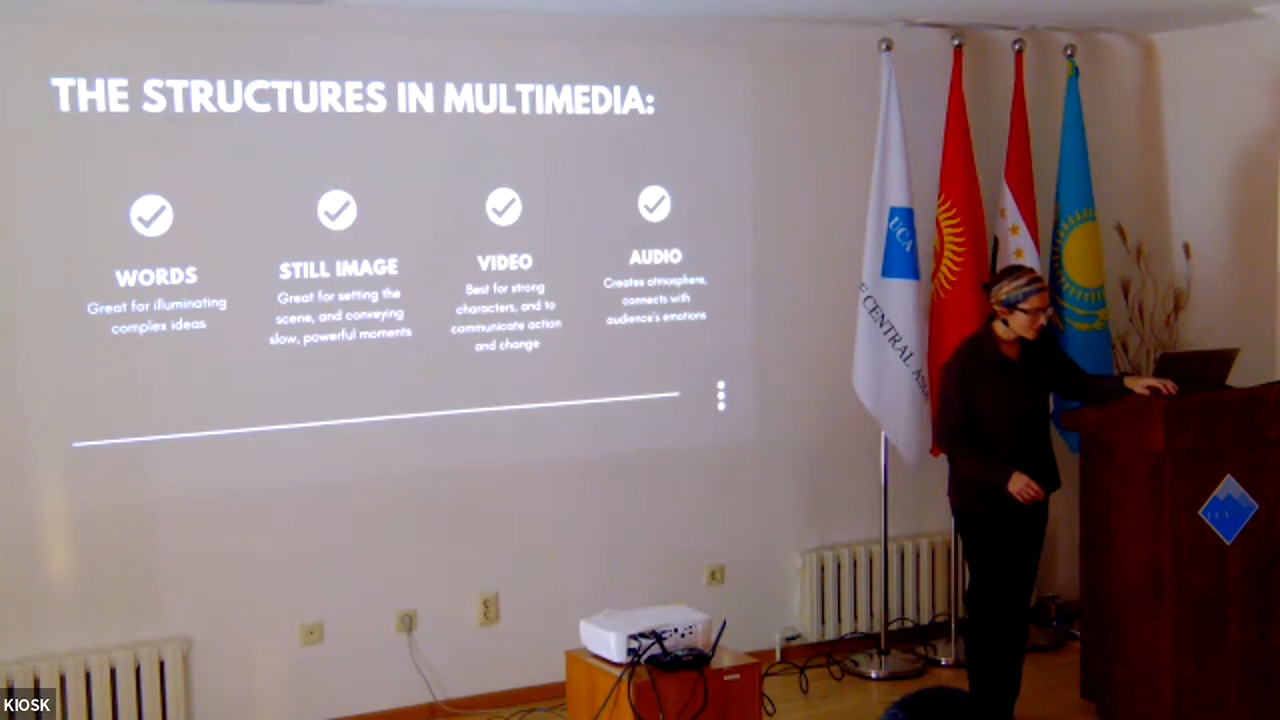 THE STRUCTURES IN MULTIMEDIA:
WORDS
Great for illuminating
complex ideas
STILL IMAGE
Great for setting the
scene, and conveying
slow, powerful moments
VIDEO
Best for strong
characters, and to
communicate action
and change
AUDIO
Creates atmosphere,
connects with
audience's emotions
UCA
CENTRAL
KIOSK